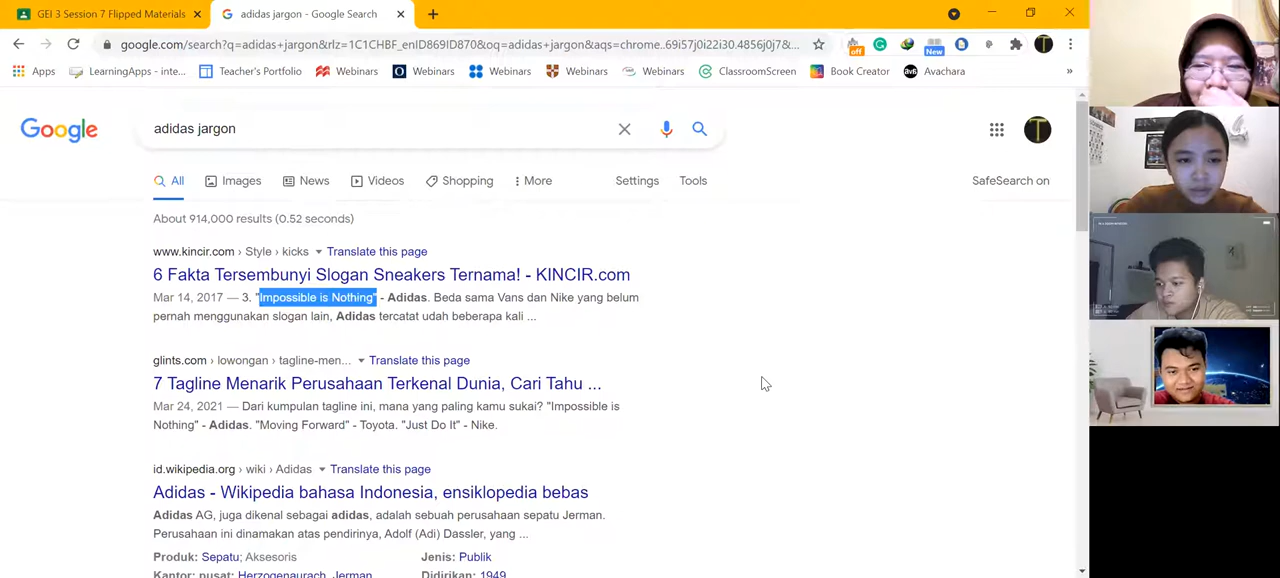 GEI 3 Session 7 Flipped Materials
adidas jargon - Google Search
google.com/search?q=adidas+jargon&rlz=1C1CHBF_enID869ID870&oq=adidas+jargon&aqs=chrome..69i57j0i22i30.4856j0j7&...
off
New
Apps
LearningApps - inte...
Teacher's Portfolio
Webinars
Webinars
Webinars
Webinars
Webinars
ClassroomScreen
Book Creator
Avachara
»
Google
adidas jargon
T
All
Images
News
Videos
Shopping
More
Settings
Tools
SafeSearch on
About 914,000 results (0.52 seconds)
www.kincir.com › Style › kicks Translate this page
6 Fakta Tersembunyi Slogan Sneakers Ternama! - KINCIR.com
Mar 14, 2017 — 3. "Impossible is Nothing" - Adidas. Beda sama Vans dan Nike yang belum
pernah menggunakan slogan lain, Adidas tercatat udah beberapa kali ...
glints.com › lowongan › tagline-men... Translate this page
7 Tagline Menarik Perusahaan Terkenal Dunia, Cari Tahu ...
Mar 24, 2021 — Dari kumpulan tagline ini, mana yang paling kamu sukai? "Impossible is
Nothing" - Adidas. "Moving Forward" - Toyota. "Just Do It" - Nike.
id.wikipedia.org › wiki › Adidas Translate this page
Adidas - Wikipedia bahasa Indonesia, ensiklopedia bebas
Adidas AG, juga dikenal sebagai adidas, adalah sebuah perusahaan sepatu Jerman.
Perusahaan ini dinamakan atas pendirinya, Adolf (Adi) Dassler, yang ...
Produk: Sepatu; Aksesoris
Jenis: Publik
Kantor: pusat: Herzogenaurach, Jerman
Didirikan: 1949